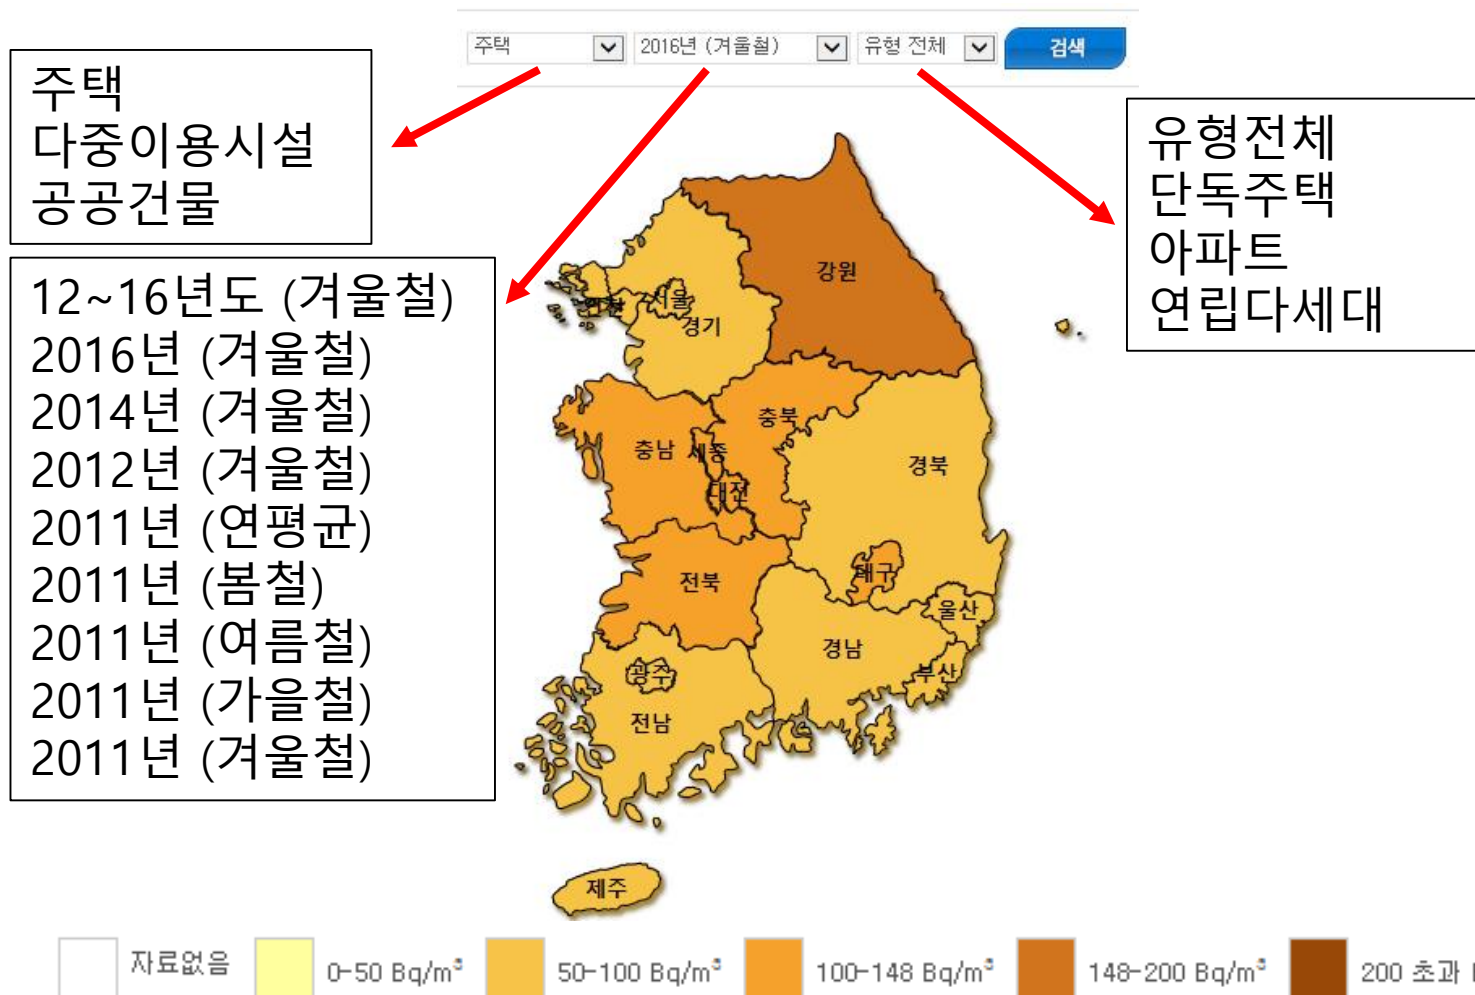 주택 2016년 (겨울철) 유형 전체 검색
주택
다중이용시설
공공건물
12~16년도 (겨울철)
2016년 (겨울철)
2014년 (겨울철)
2012년 (겨울철)
2011년 (연평균)
2011년 (봄철)
2011년 (여름철)
2011년 (가을철)
2011년 (겨울철)
유형전체
단독주택
아파트
연립다세대
강원
서울
인천
경기
충북
충남
세종
대전
경북
전북
대구
울산
경남
부산
광주
전남
제주
자료없음 0-50 Bq/m³ 50-100 Bq/m³ 100-148 Bq/m³ 148-200 Bq/m³ 200 초과